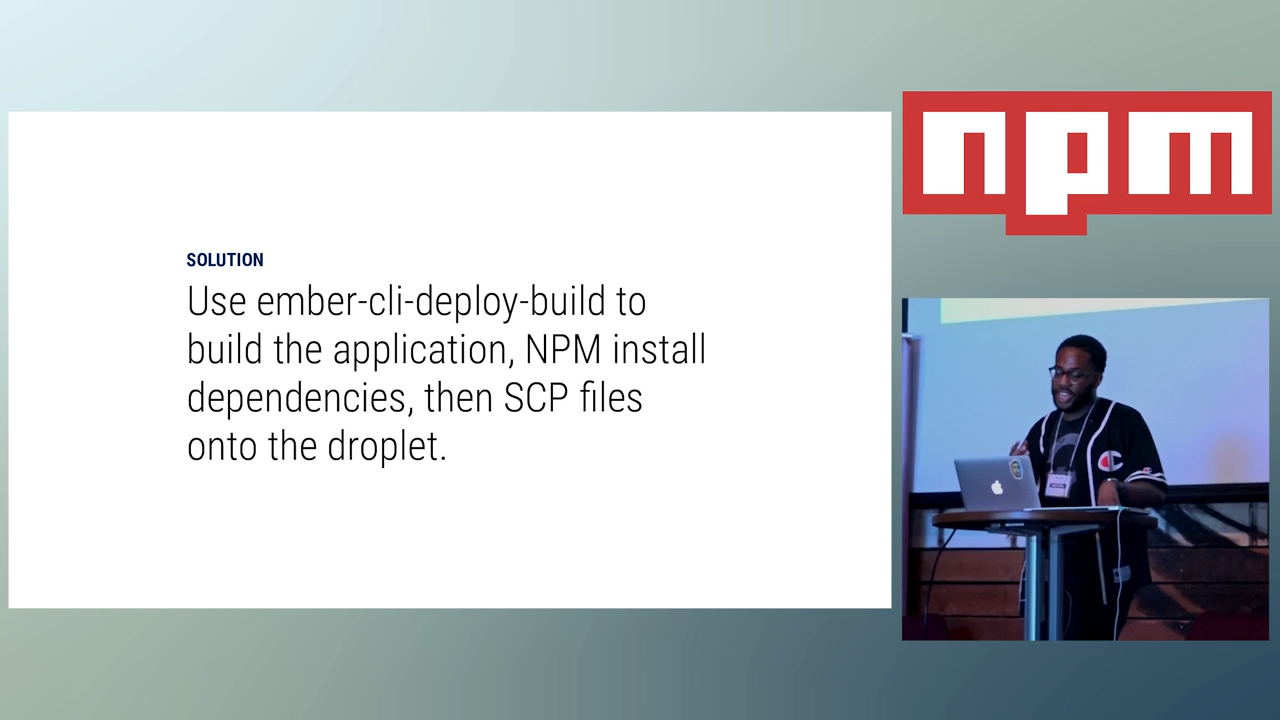 SOLUTION
Use ember-cli-deploy-build to
build the application, NPM install
dependencies, then SCP files
onto the droplet.
npm